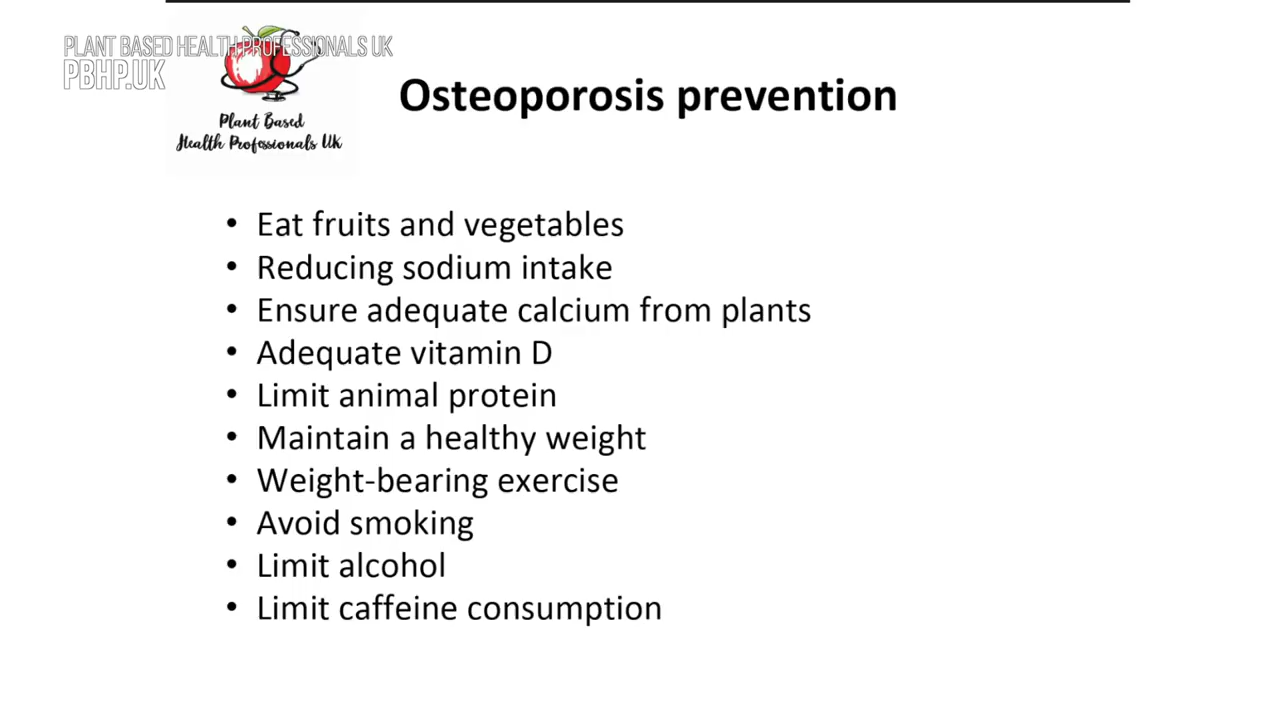 PLANT BASED HEALTH PROFESSIONALS UK
PBHP.UK
Plant Based
Health Professionals UK
Osteoporosis prevention
• Eat fruits and vegetables
• Reducing sodium intake
• Ensure adequate calcium from plants
• Adequate vitamin D
• Limit animal protein
• Maintain a healthy weight
• Weight-bearing exercise
• Avoid smoking
• Limit alcohol
• Limit caffeine consumption